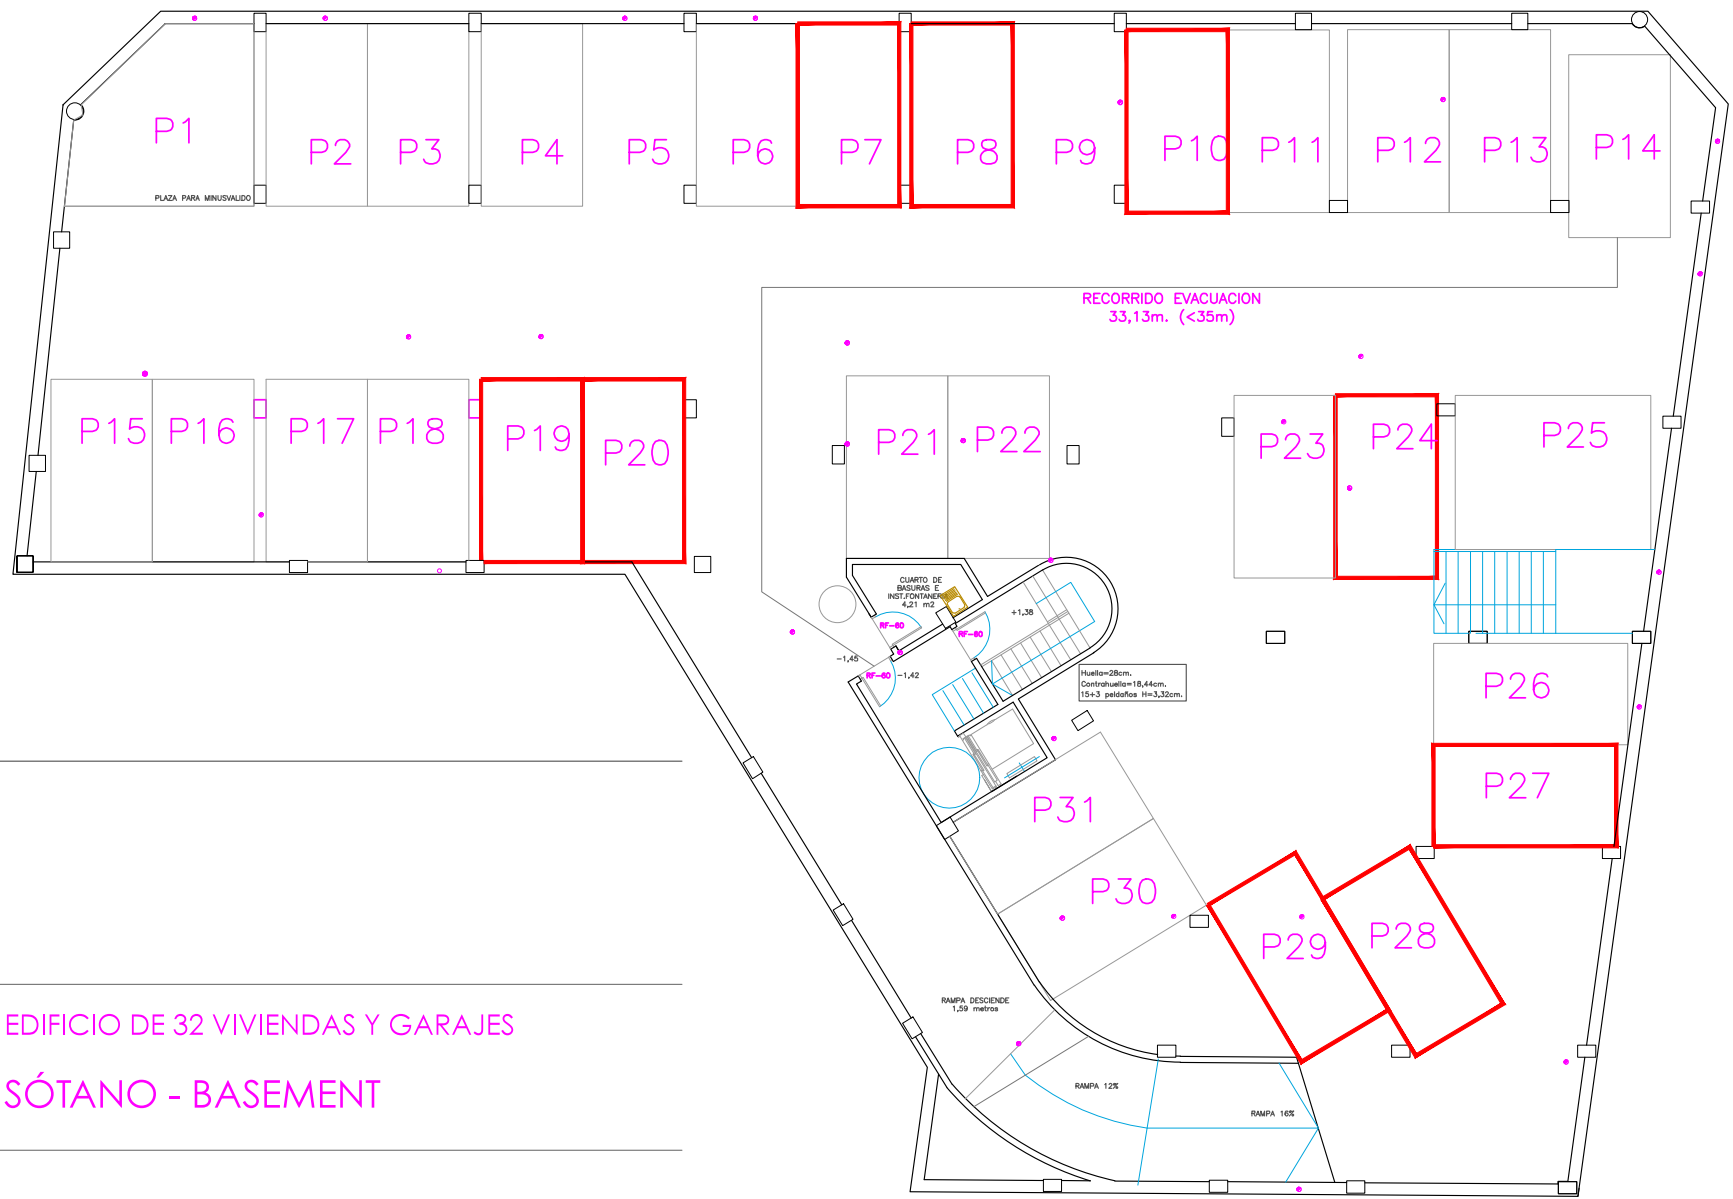 P1
P2
P3
P4
P5
P6
P7
P8
P9
P10
P11
P12
P13
P14
PLAZA PARA MINUSVALIDO
RECORRIDO EVACUACION
33,13m. (<35m)
P15
P16
P17
P18
P19
P20
P21
P22
P23
P24
P25
CUARTO DE
BASURAS E
INST.FONTANERIA
4,21 m2
+1,38
RF-60
RF-60
-1,45
RF-60
-1,42
Huella=28cm.
Contrahuella=18,44cm.
15+3 peldaños H=3,32cm.
P26
P27
P31
P30
P29
P28
RAMPA DESCIENDE
1,59 metros
RAMPA 12%
RAMPA 16%
EDIFICIO DE 32 VIVIENDAS Y GARAJES
SÓTANO - BASEMENT